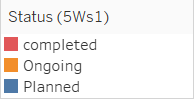 Status (5Ws1)
completed
Ongoing
Planned